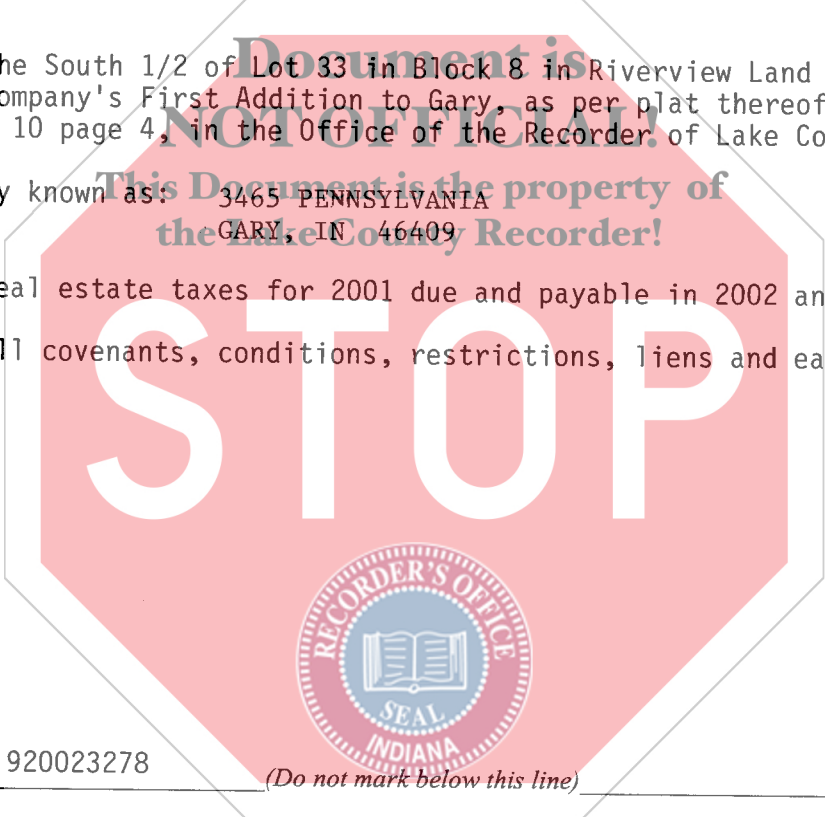 Document is
he South 1/2 of Lot 33 in Block 8 in Riverview Land
ompany's First Addition to Gary, as per plat thereof
NOT OFFICIAL!
10 page 4, in the Office of the Recorder of Lake Co
This Document is the property of
y known as: 3465 PENNSYLVANIA
the Lake County Recorder!
GARY, IN 46409
eal estate taxes for 2001 due and payable in 2002 an
ll covenants, conditions, restrictions, liens and ea
STOP
RECORDER'S OFFICE
SEAL
INDIANA
920023278
(Do not mark below this line)